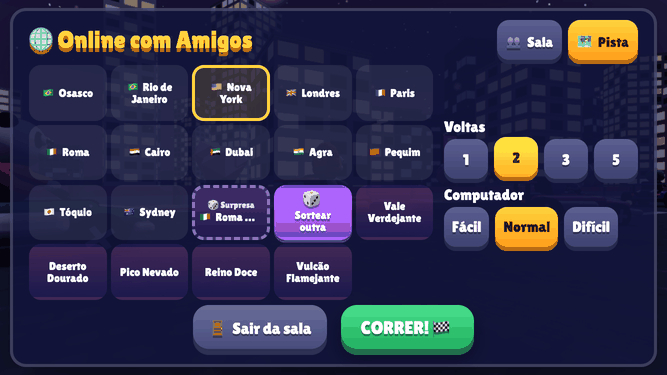 Online com Amigos
Sala
Pista
Osasco
Rio de
Janeiro
Nova
York
Londres
Paris
Roma
Cairo
Dubai
Agra
Pequim
Tóquio
Sydney
Surpresa
Roma ...
Sortear
outra
Vale
Verdejante
Deserto
Dourado
Pico Nevado
Reino Doce
Vulcão
Flamejante
Voltas
1
2
3
5
Computador
Fácil
Normal
Difícil
Sair da sala
CORRER!